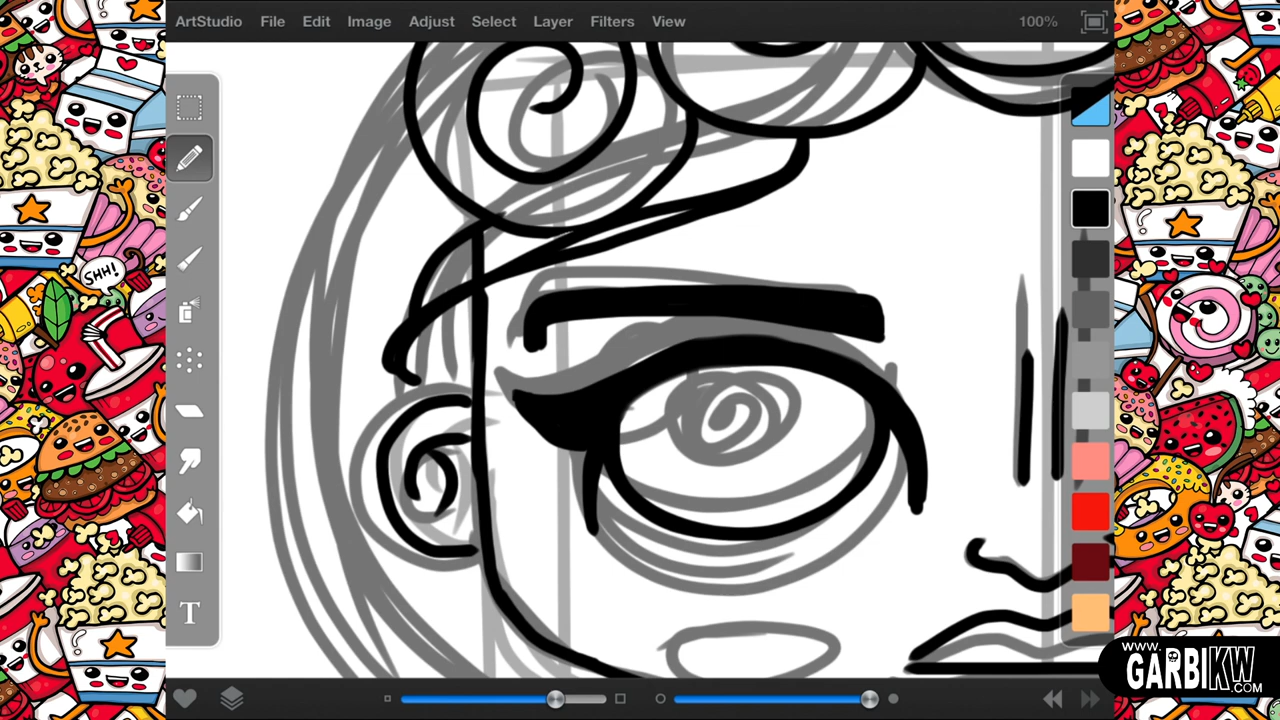 ArtStudio File Edit Image Adjust Select Layer Filters View 100%
SHH!
T
WWW.
GARBIKW
.COM